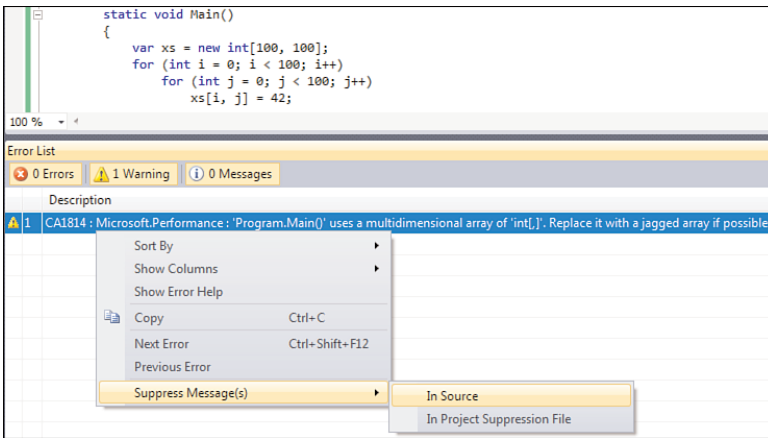 static void Main()
{
var xs = new int[100, 100];
for (int i = 0; i < 100; i++)
for (int j = 0; j < 100; j++)
xs[i, j] = 42;
100 %
Error List
0 Errors 1 Warning 0 Messages
Description
1 CA1814 : Microsoft.Performance : 'Program.Main()' uses a multidimensional array of 'int[,]'. Replace it with a jagged array if possible
Sort By
Show Columns
Show Error Help
Copy Ctrl+C
Next Error Ctrl+Shift+F12
Previous Error
Suppress Message(s)
In Source
In Project Suppression File